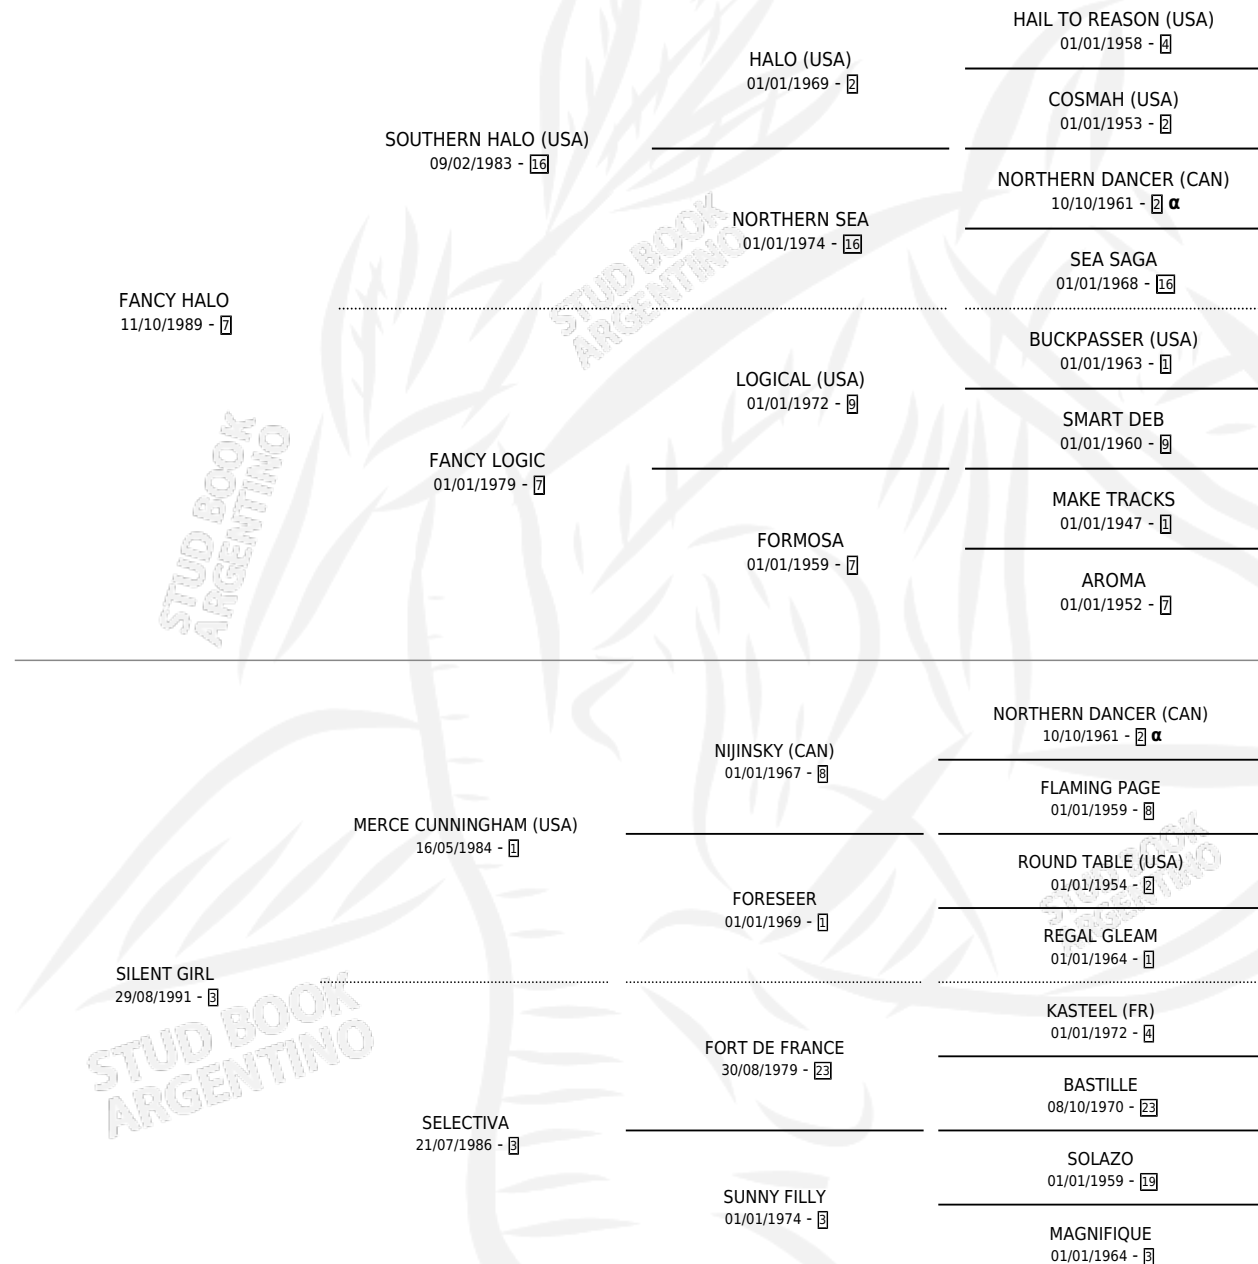 HAIL TO REASON (USA)
01/01/1958 - 4
HALO (USA)
01/01/1969 - 2
COSMAH (USA)
01/01/1953 - 2
SOUTHERN HALO (USA)
09/02/1983 - 16
NORTHERN DANCER (CAN)
10/10/1961 - 2 α
NORTHERN SEA
01/01/1974 - 16
SEA SAGA
01/01/1968 - 16
FANCY HALO
11/10/1989 - 7
BUCKPASSER (USA)
01/01/1963 - 1
LOGICAL (USA)
01/01/1972 - 9
SMART DEB
01/01/1960 - 9
FANCY LOGIC
01/01/1979 - 7
MAKE TRACKS
01/01/1947 - 1
FORMOSA
01/01/1959 - 7
AROMA
01/01/1952 - 7
NORTHERN DANCER (CAN)
10/10/1961 - 2 α
NIJINSKY (CAN)
01/01/1967 - 8
FLAMING PAGE
01/01/1959 - 8
MERCE CUNNINGHAM (USA)
16/05/1984 - 1
ROUND TABLE (USA)
01/01/1954 - 2
FORESEER
01/01/1969 - 1
REGAL GLEAM
01/01/1964 - 1
SILENT GIRL
29/08/1991 - 3
KASTEEL (FR)
01/01/1972 - 4
FORT DE FRANCE
30/08/1979 - 23
BASTILLE
08/10/1970 - 23
SELECTIVA
21/07/1986 - 3
SOLAZO
01/01/1959 - 19
SUNNY FILLY
01/01/1974 - 3
MAGNIFIQUE
01/01/1964 - 3
STUD BOOK
ARGENTINO
STUD BOOK
ARGENTINO
STUD BOOK
ARGENTINO
STUD BOOK
ARGENTINO